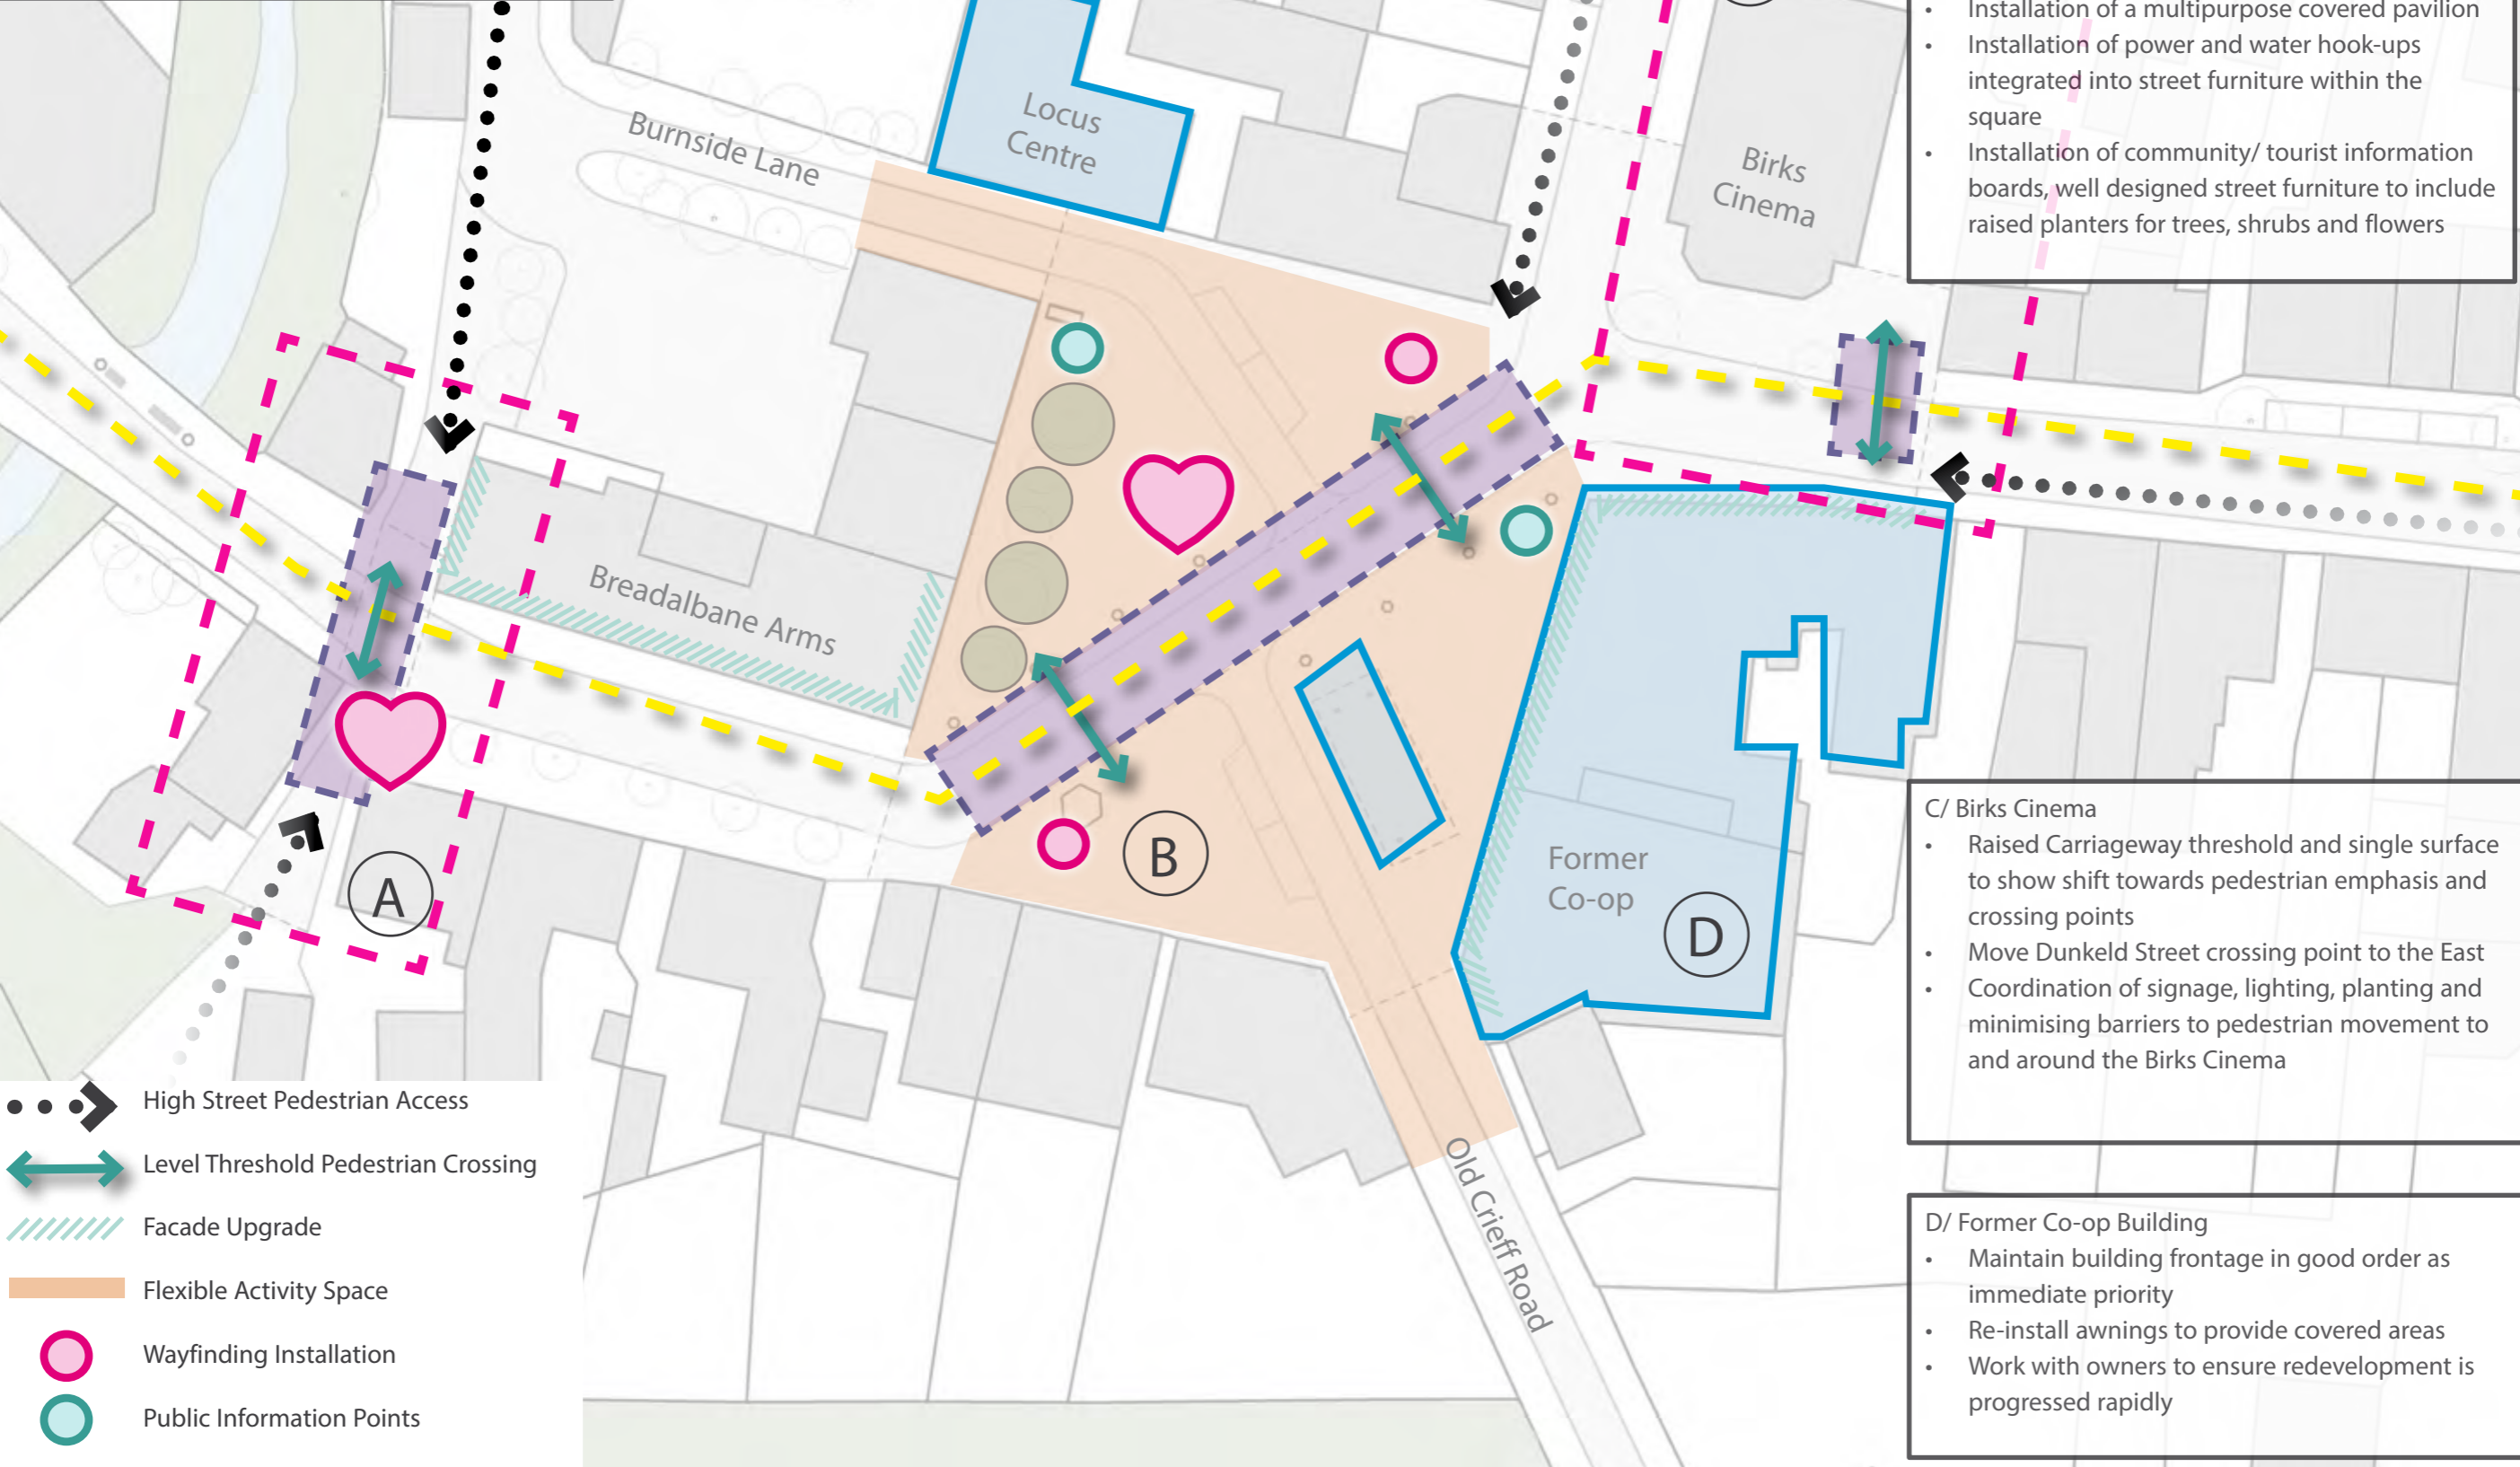 • Installation of a multipurpose covered pavilion
• Installation of power and water hook-ups
integrated into street furniture within the
square
• Installation of community/ tourist information
boards, well designed street furniture to include
raised planters for trees, shrubs and flowers
Locus
Centre
Burnside Lane
Birks
Cinema
Breadalbane Arms
A
B
Former
Co-op
D
Old Crieff Road
C/ Birks Cinema
• Raised Carriageway threshold and single surface
to show shift towards pedestrian emphasis and
crossing points
• Move Dunkeld Street crossing point to the East
• Coordination of signage, lighting, planting and
minimising barriers to pedestrian movement to
and around the Birks Cinema
D/ Former Co-op Building
• Maintain building frontage in good order as
immediate priority
• Re-install awnings to provide covered areas
• Work with owners to ensure redevelopment is
progressed rapidly
High Street Pedestrian Access
Level Threshold Pedestrian Crossing
Facade Upgrade
Flexible Activity Space
Wayfinding Installation
Public Information Points